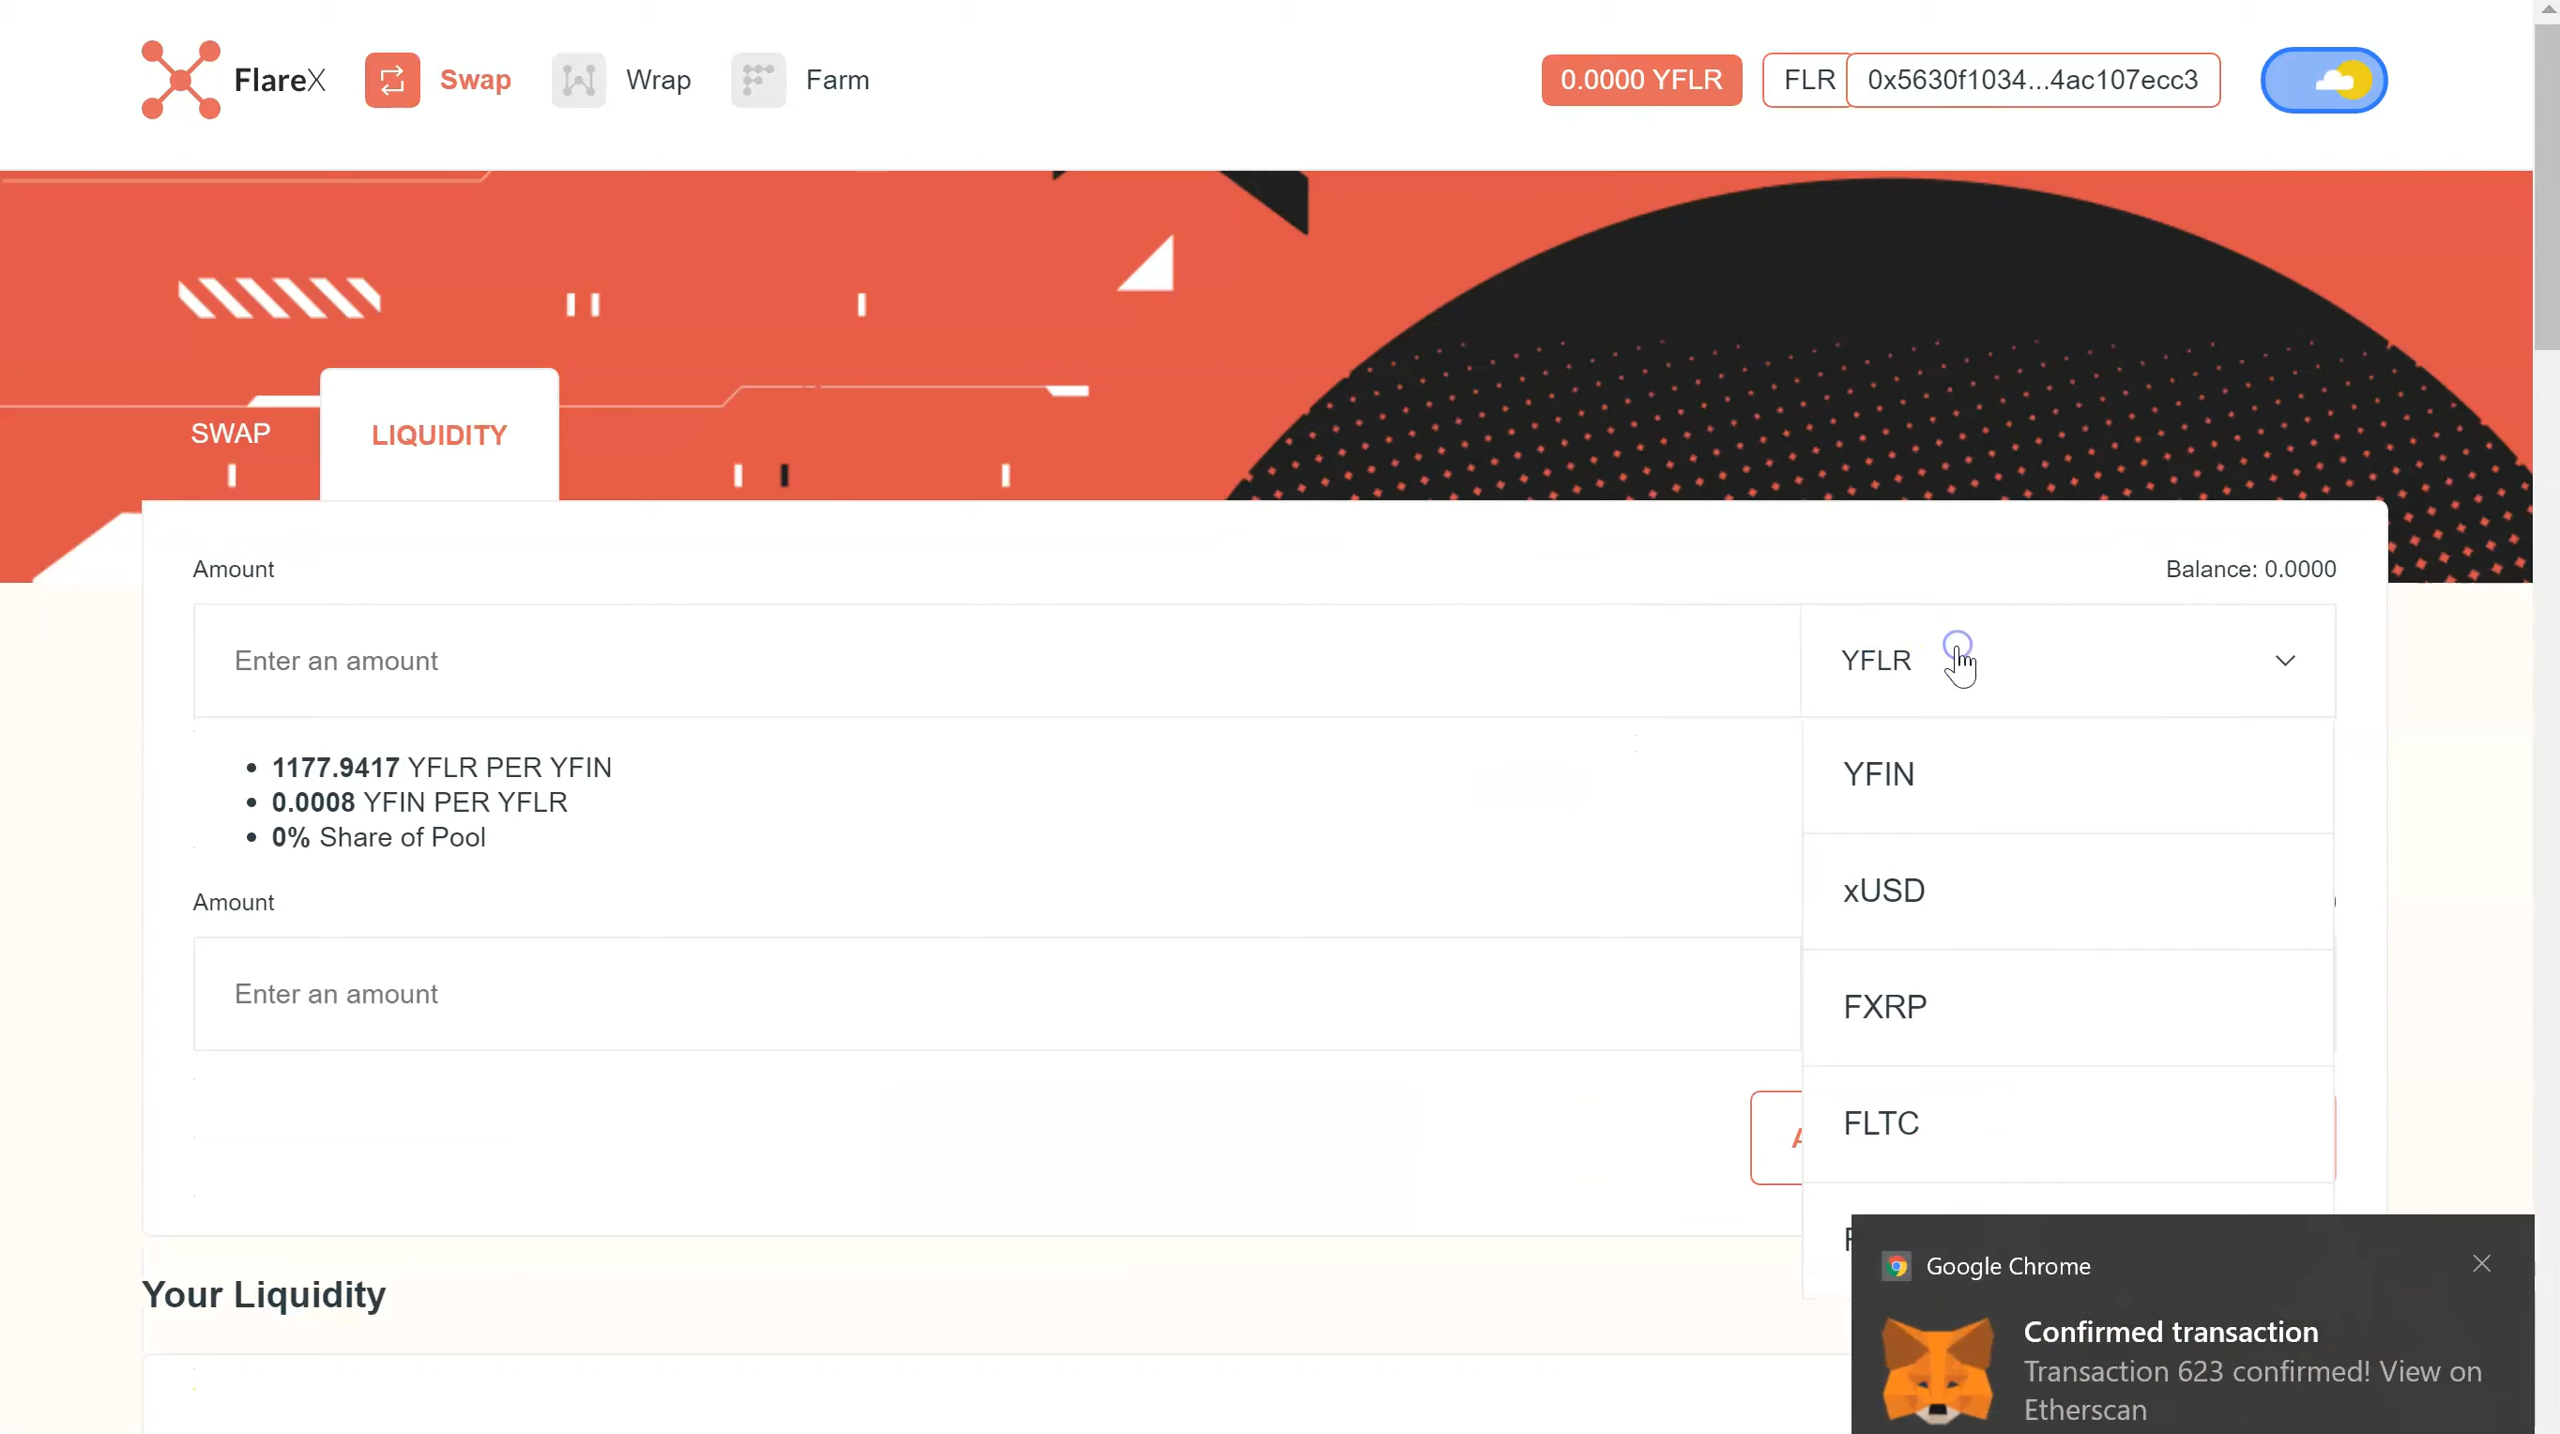 FlareX
Swap
Wrap
Farm
0.0000 YFLR
FLR
0x5630f1034...4ac107ecc3
SWAP
LIQUIDITY
Amount
Balance: 0.0000
Enter an amount
YFLR
1177.9417 YFLR PER YFIN
0.0008 YFIN PER YFLR
0% Share of Pool
YFIN
xUSD
Amount
Enter an amount
FXRP
FLTC
Your Liquidity
Google Chrome
Confirmed transaction
Transaction 623 confirmed! View on
Etherscan